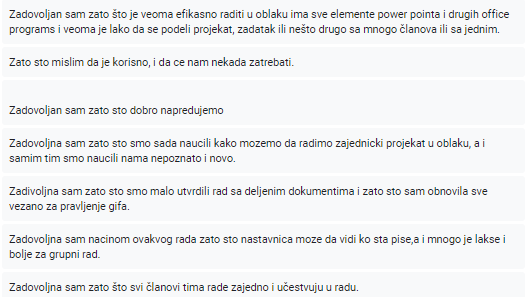 Zadovoljan sam zato što je veoma efikasno raditi u oblaku ima sve elemente power pointa i drugih office
programs i veoma je lako da se podeli projekat, zadatak ili nešto drugo sa mnogo članova ili sa jednim.
Zato sto mislim da je korisno, i da ce nam nekada zatrebati.
Zadovoljan sam zato sto dobro napredujemo
Zadovoljna sam zato sto smo sada naucili kako mozemo da radimo zajednicki projekat u oblaku, a i
samim tim smo naucili nama nepoznato i novo.
Zadivoljna sam zato sto smo malo utvrdili rad sa deljenim dokumentima i zato sto sam obnovila sve
vezano za pravljenje gifa.
Zadovoljna sam nacinom ovakvog rada zato sto nastavnica moze da vidi ko sta pise,a i mnogo je lakse i
bolje za grupni rad.
Zadovoljna sam zato što svi članovi tima rade zajedno i učestvuju u radu.